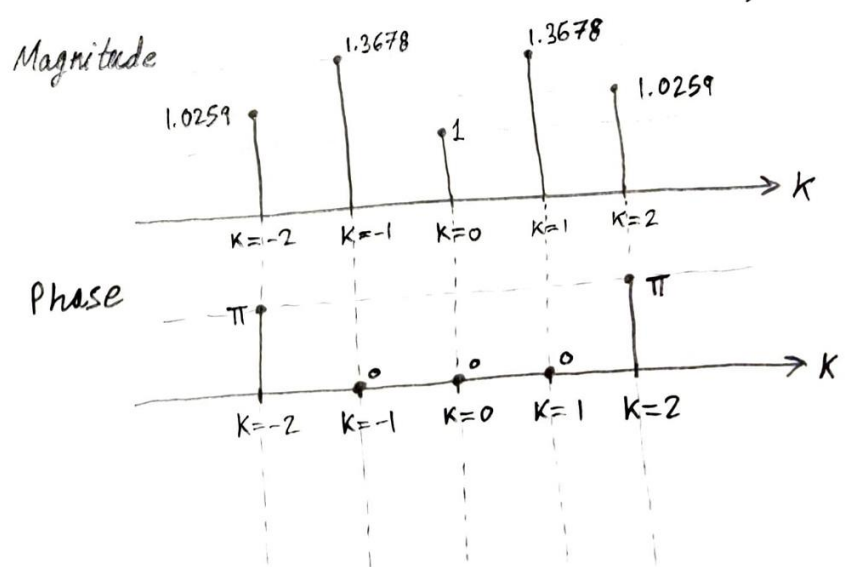 1.3678 1.3678
Magnitude
1.0259 1 1.0259
K
K=-2 K=-1 K=0 K=1 K=2
Phase
π π
0 0 0
K
K=-2 K=-1 K=0 K=1 K=2